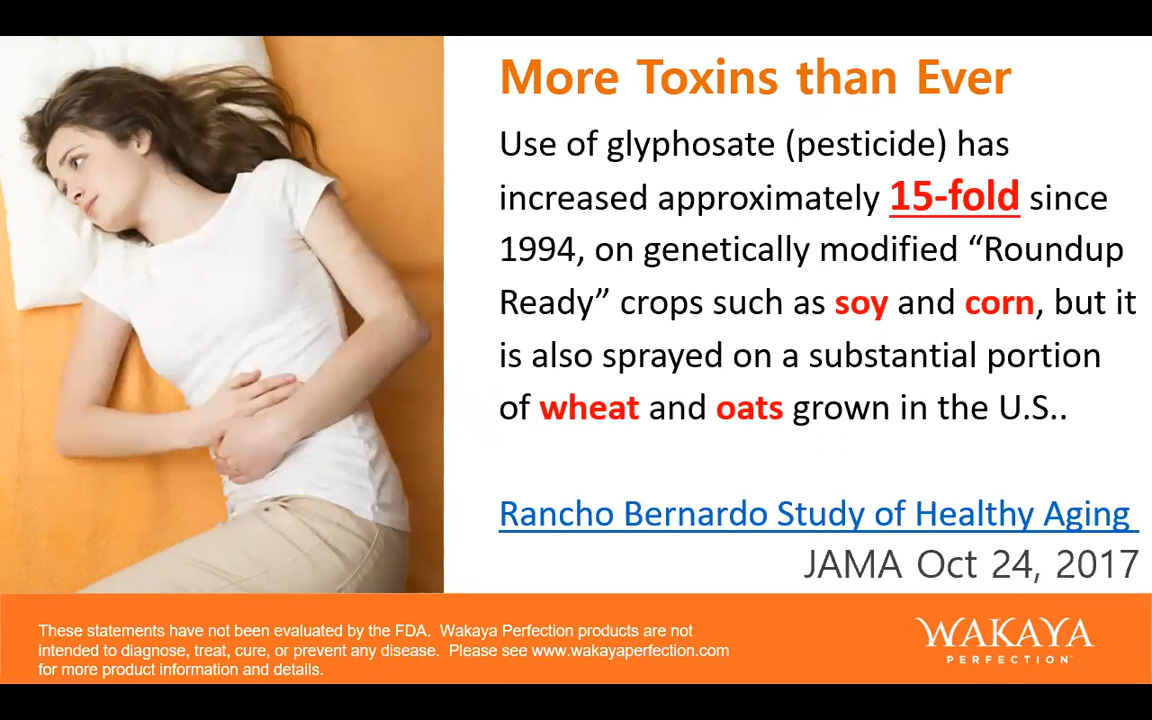 More Toxins than Ever
Use of glyphosate (pesticide) has
increased approximately 15-fold since
1994, on genetically modified “Roundup
Ready” crops such as soy and corn, but it
is also sprayed on a substantial portion
of wheat and oats grown in the U.S..
Rancho Bernardo Study of Healthy Aging
JAMA Oct 24, 2017
These statements have not been evaluated by the FDA.  Wakaya Perfection products are not
intended to diagnose, treat, cure, or prevent any disease.  Please see www.wakayaperfection.com
for more product information and details.
WAKAYA
PERFECTION™